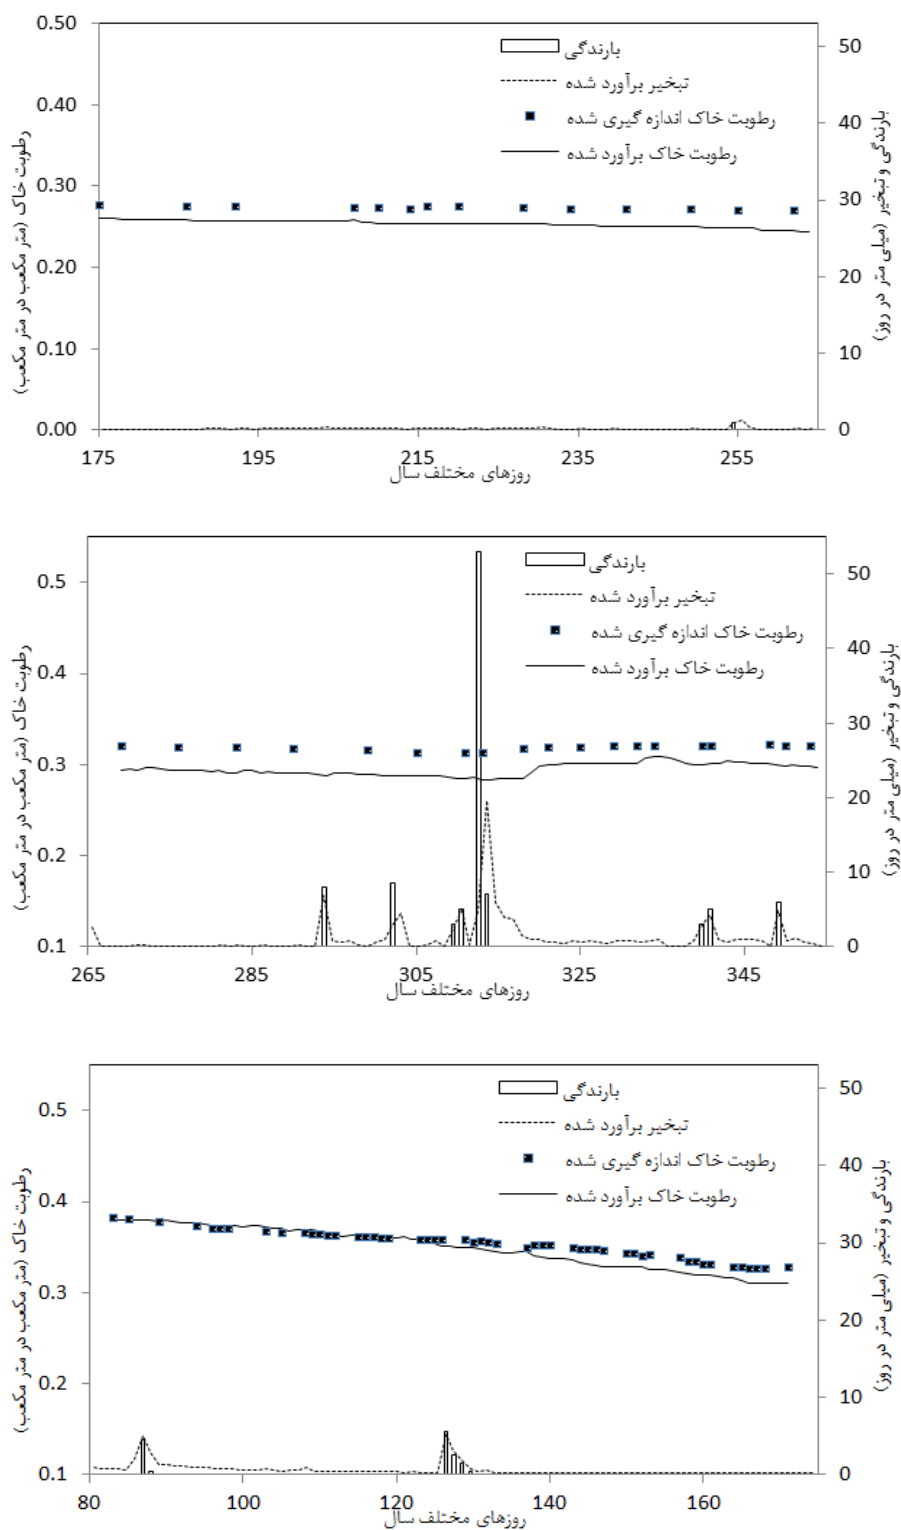 0.50
0.40
0.30
0.20
0.10
0.00
رطوبت خاک (متر مکعب در متر مکعب)
بارندگی
تبخیر برآورد شده
رطوبت خاک اندازه گیری شده
رطوبت خاک برآورد شده
50
40
30
20
10
0
بارندگی و تبخیر (میلی متر در روز)
175 195 215 235 255
روزهای مختلف سال
0.5
0.4
0.3
0.2
0.1
رطوبت خاک (متر مکعب در متر مکعب)
بارندگی
تبخیر برآورد شده
رطوبت خاک اندازه گیری شده
رطوبت خاک برآورد شده
50
40
30
20
10
0
بارندگی و تبخیر (میلی متر در روز)
265 285 305 325 345
روزهای مختلف سال
0.5
0.4
0.3
0.2
0.1
رطوبت خاک (متر مکعب در متر مکعب)
بارندگی
تبخیر برآورد شده
رطوبت خاک اندازه گیری شده
رطوبت خاک برآورد شده
50
40
30
20
10
0
بارندگی و تبخیر (میلی متر در روز)
80 100 120 140 160
روزهای مختلف سال